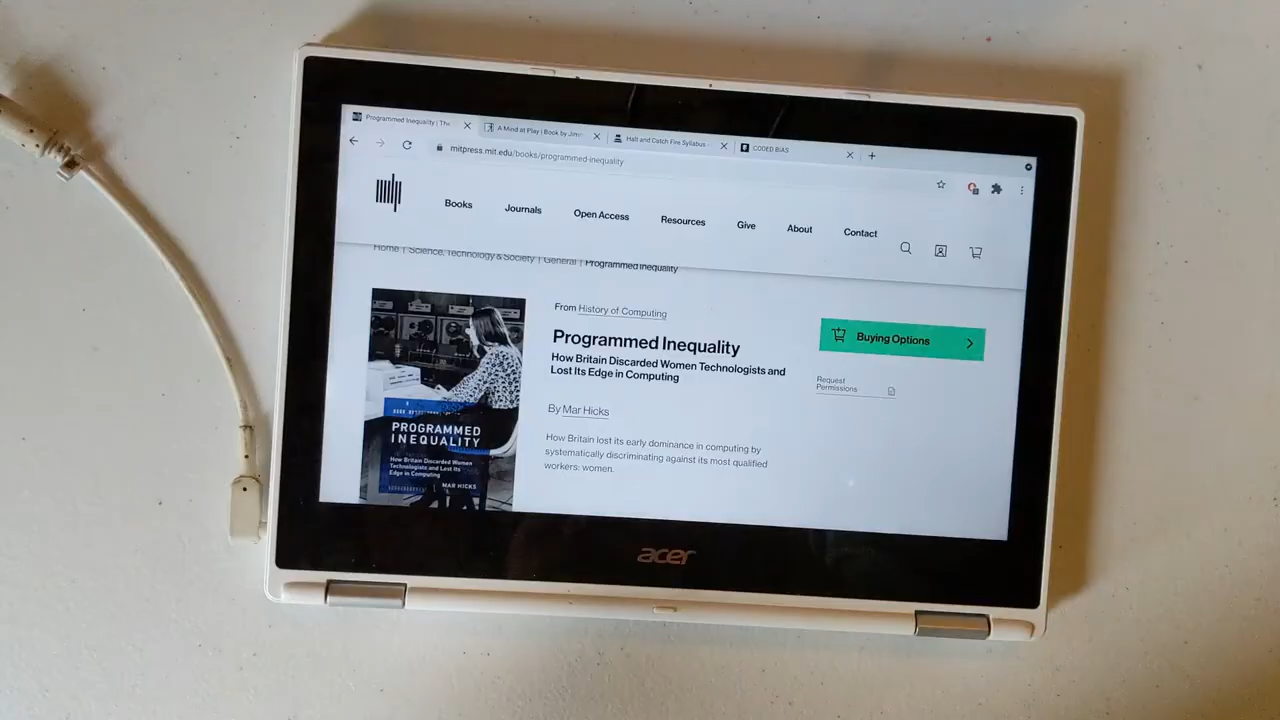 Programmed Inequality | The
A Mind at Play | Book by Jimm
Halt and Catch Fire Syllabus -
CODED BIAS
mitpress.mit.edu/books/programmed-inequality
Books
Journals
Open Access
Resources
Give
About
Contact
Home | Science, Technology & Society | General | Programmed Inequality
From History of Computing
Programmed Inequality
How Britain Discarded Women Technologists and
Lost Its Edge in Computing
By Mar Hicks
How Britain lost its early dominance in computing by
systematically discriminating against its most qualified
workers: women.
Buying Options
Request
Permissions
PROGRAMMED
INEQUALITY
How Britain Discarded Women
Technologists and Lost Its
Edge in Computing
MAR HICKS
acer